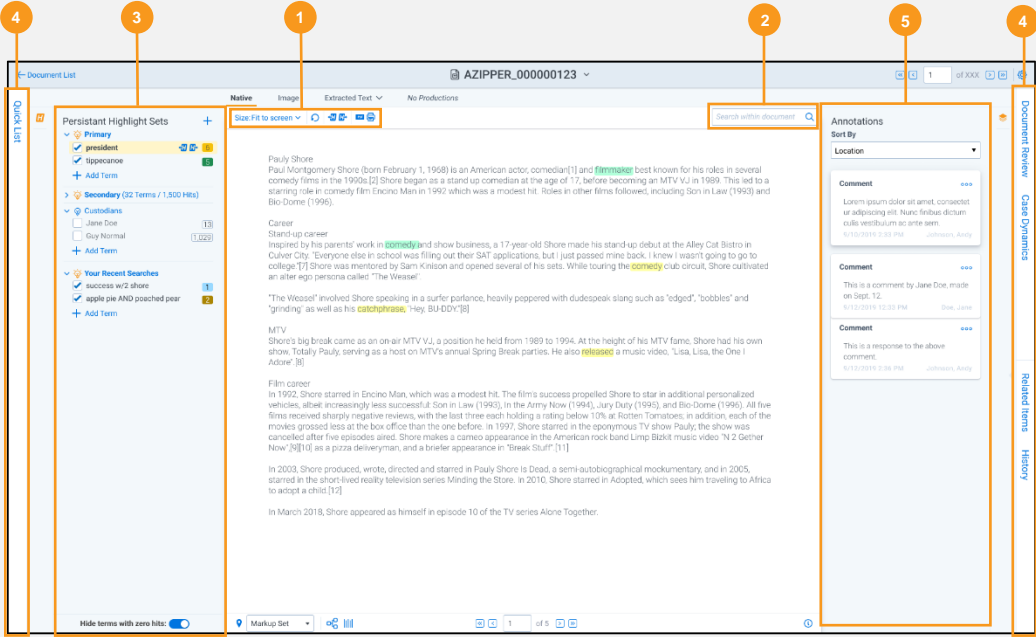 4
3
1
2
5
4
Document List
AZIPPER_000000123
1
of XXX
Quick List
H
Persistant Highlight Sets
Primary
president
6
tippecanoe
5
Add Term
Secondary (32 Terms / 1,500 Hits)
Custodians
Jane Doe
13
Guy Normal
1,029
Add Term
Your Recent Searches
success w/2 shore
1
apple pie AND poached pear
2
Add Term
Hide terms with zero hits:
Native
Image
Extracted Text
No Productions
Size:Fit to screen
Search within document
Pauly Shore
Paul Montgomery Shore (born February 1, 1968) is an American actor, comedian[1] and filmmaker best known for his roles in several
comedy films in the 1990s.[2] Shore began as a stand up comedian at the age of 17, before becoming an MTV VJ in 1989. This led to a
starring role in comedy film Encino Man in 1992 which was a modest hit. Roles in other films followed, including Son in Law (1993) and
Bio-Dome (1996).
Career
Stand-up career
Inspired by his parents' work in comedy and show business, a 17-year-old Shore made his stand-up debut at the Alley Cat Bistro in
Culver City. "Everyone else in school was filling out their SAT applications, but I just passed mine back. I knew I wasn't going to go to
college."[7] Shore was mentored by Sam Kinison and opened several of his sets. While touring the comedy club circuit, Shore cultivated
an alter ego persona called "The Weasel".
"The Weasel" involved Shore speaking in a surfer parlance, heavily peppered with dudespeak slang such as "edged", "bobbles" and
"grinding" as well as his catchphrase, "Hey, BU-DDY."[8]
MTV
Shore's big break came as an on-air MTV VJ, a position he held from 1989 to 1994. At the height of his MTV fame, Shore had his own
show, Totally Pauly, serving as a host on MTV's annual Spring Break parties. He also released a music video, "Lisa, Lisa, the One I
Adore".[8]
Film career
In 1992, Shore starred in Encino Man, which was a modest hit. The film's success propelled Shore to star in additional personalized
vehicles, albeit increasingly less successful: Son in Law (1993), In the Army Now (1994), Jury Duty (1995), and Bio-Dome (1996). All five
films received sharply negative reviews, with the last three each holding a rating below 10% at Rotten Tomatoes; in addition, each of the
movies grossed less at the box office than the one before. In 1997, Shore starred in the eponymous TV show Pauly; the show was
cancelled after five episodes aired. Shore makes a cameo appearance in the American rock band Limp Bizkit music video "N 2 Gether
Now",[9][10] as a pizza deliveryman, and a briefer appearance in "Break Stuff".[11]
In 2003, Shore produced, wrote, directed and starred in Pauly Shore Is Dead, a semi-autobiographical mockumentary, and in 2005,
starred in the short-lived reality television series Minding the Store. In 2010, Shore starred in Adopted, which sees him traveling to Africa
to adopt a child.[12]
In March 2018, Shore appeared as himself in episode 10 of the TV series Alone Together.
Markup Set
1
of 5
Annotations
Sort By
Location
Comment
Lorem ipsum dolor sit amet, consectet
ur adipiscing elit. Nunc finibus dictum
culis vestibulum ac ante sem.
9/10/2019 2:33 PM
Johnson, Andy
Comment
This is a comment by Jane Doe, made
on Sept. 12.
9/12/2019 12:33 PM
Doe, Jane
Comment
This is a response to the above
comment.
9/12/2019 2:36 PM
Johnson, Andy
Document Review
Case Dynamics
Related Items
History